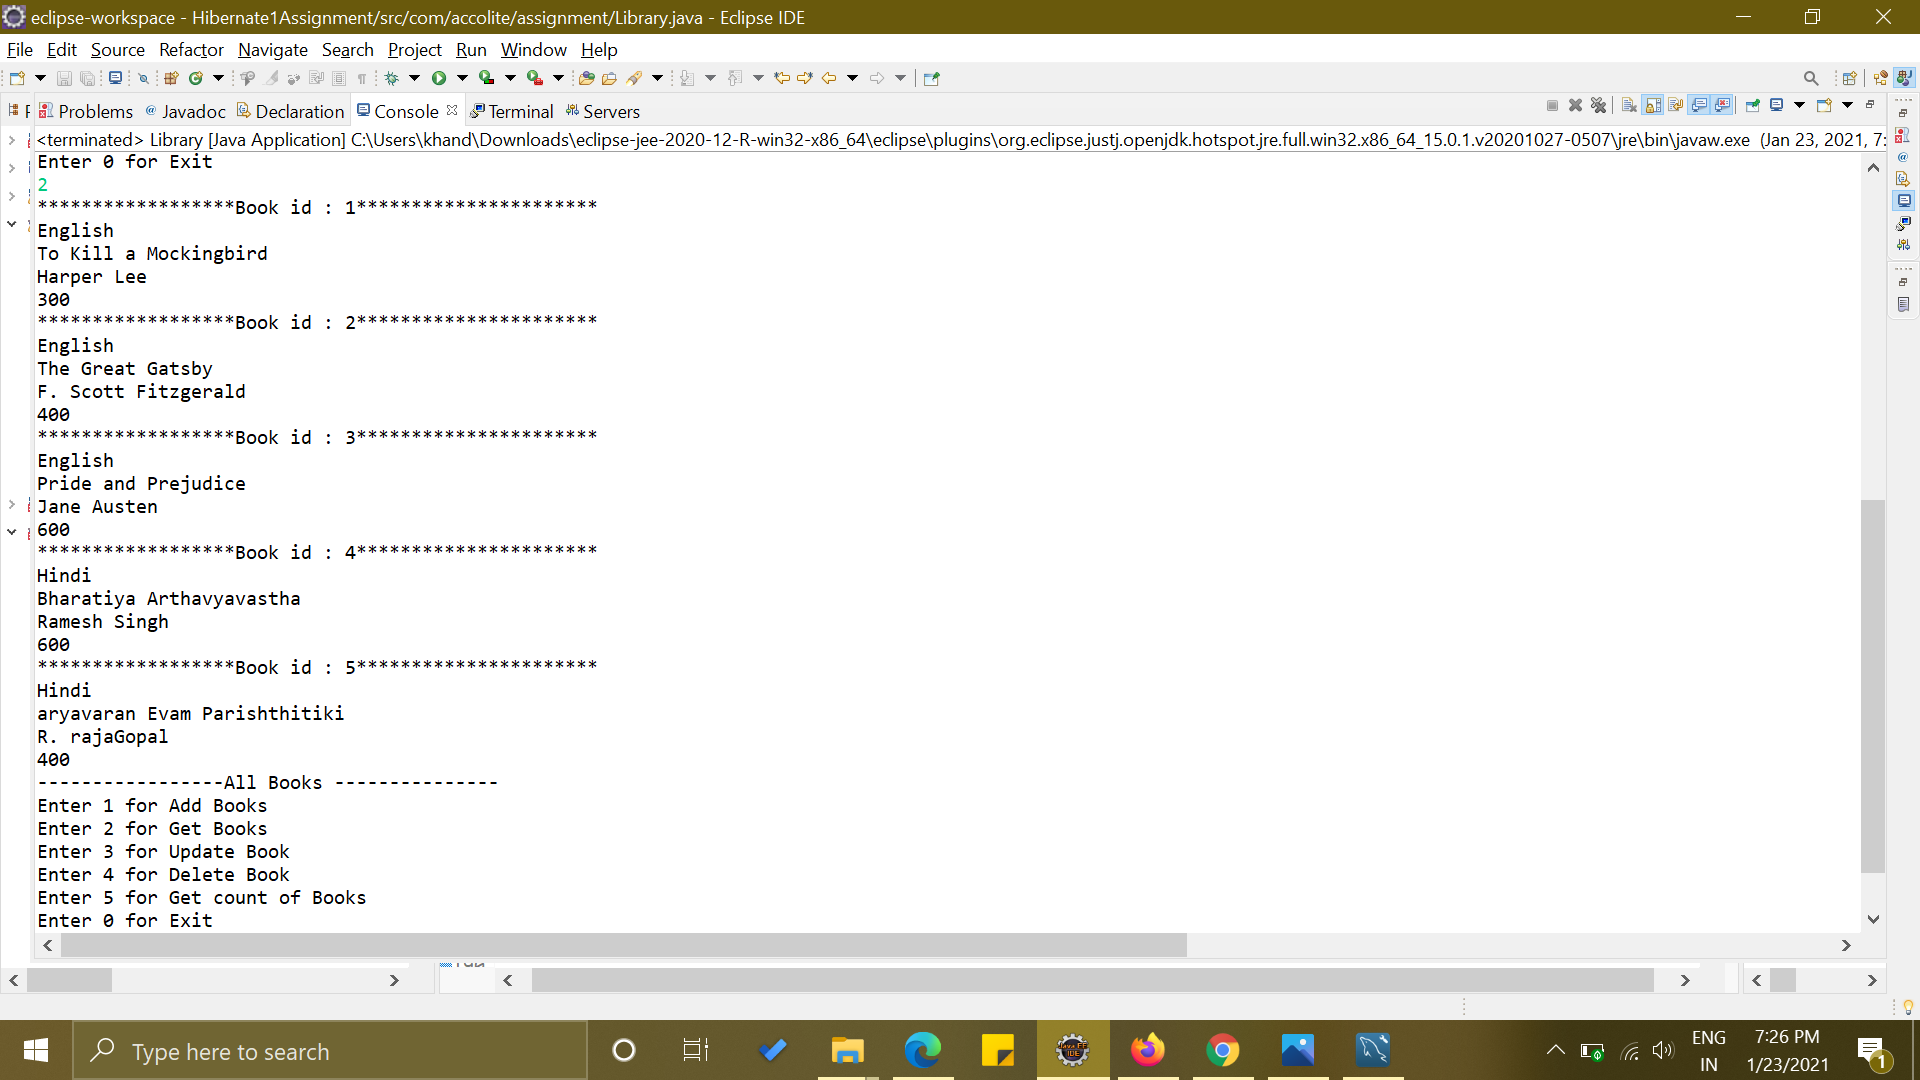 eclipse-workspace - Hibernate1Assignment/src/com/accolite/assignment/Library.java - Eclipse IDE
File Edit Source Refactor Navigate Search Project Run Window Help
Problems Javadoc Declaration Console Terminal Servers
<terminated> Library [Java Application] C:\Users\khand\Downloads\eclipse-jee-2020-12-R-win32-x86_64\eclipse\plugins\org.eclipse.justj.openjdk.hotspot.jre.full.win32.x86_64_15.0.1.v20201027-0507\jre\bin\javaw.exe (Jan 23, 2021, 7:
Enter 0 for Exit
2
******************Book id : 1**********************
English
To Kill a Mockingbird
Harper Lee
300
******************Book id : 2**********************
English
The Great Gatsby
F. Scott Fitzgerald
400
******************Book id : 3**********************
English
Pride and Prejudice
Jane Austen
600
******************Book id : 4**********************
Hindi
Bharatiya Arthavyavastha
Ramesh Singh
600
******************Book id : 5**********************
Hindi
aryavaran Evam Parishthitiki
R. rajaGopal
400
-----------------All Books ---------------
Enter 1 for Add Books
Enter 2 for Get Books
Enter 3 for Update Book
Enter 4 for Delete Book
Enter 5 for Get count of Books
Enter 0 for Exit
Type here to search
Java EE IDE
ENG 7:26 PM
IN 1/23/2021
1